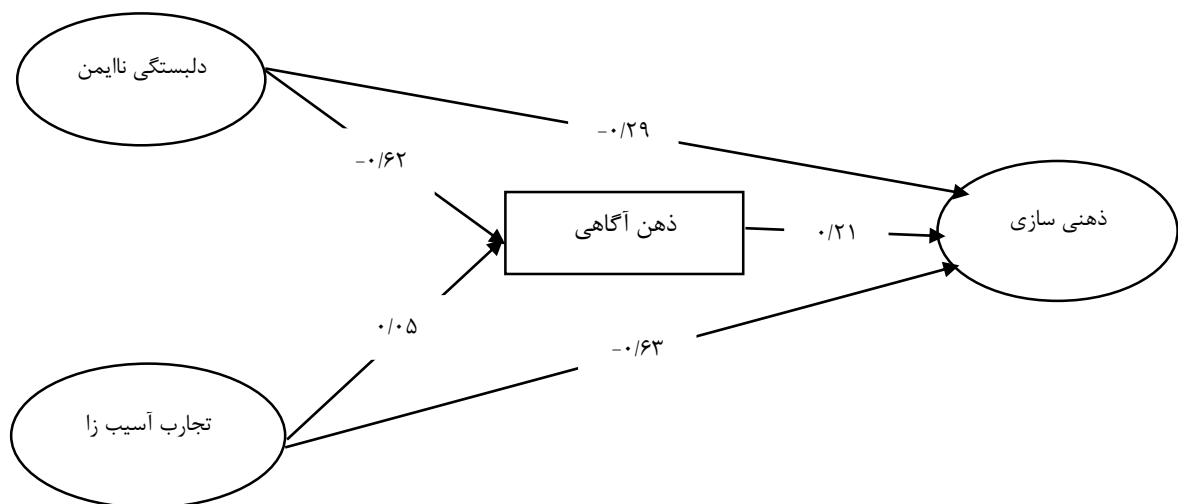 دلبستگی ناایمن
-۰/۲۹
-۰/۶۲
ذهن آگاهی
ذهنی سازی
۰/۲۱
۰/۰۵
-۰/۶۳
تجارب آسیب زا